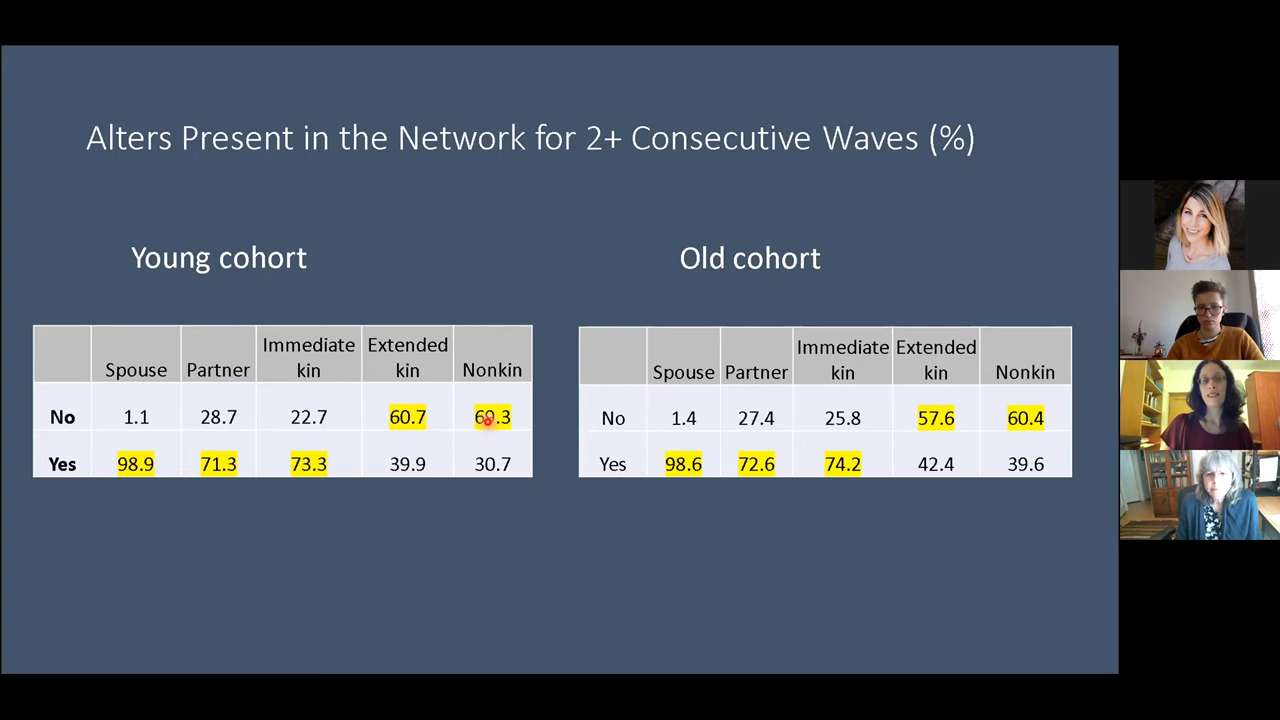 Alters Present in the Network for 2+ Consecutive Waves (%)
Young cohort
Spouse Partner Immediate kin Extended kin Nonkin
No 1.1 28.7 22.7 60.7 69.3
Yes 98.9 71.3 73.3 39.9 30.7
Old cohort
Spouse Partner Immediate kin Extended kin Nonkin
No 1.4 27.4 25.8 57.6 60.4
Yes 98.6 72.6 74.2 42.4 39.6